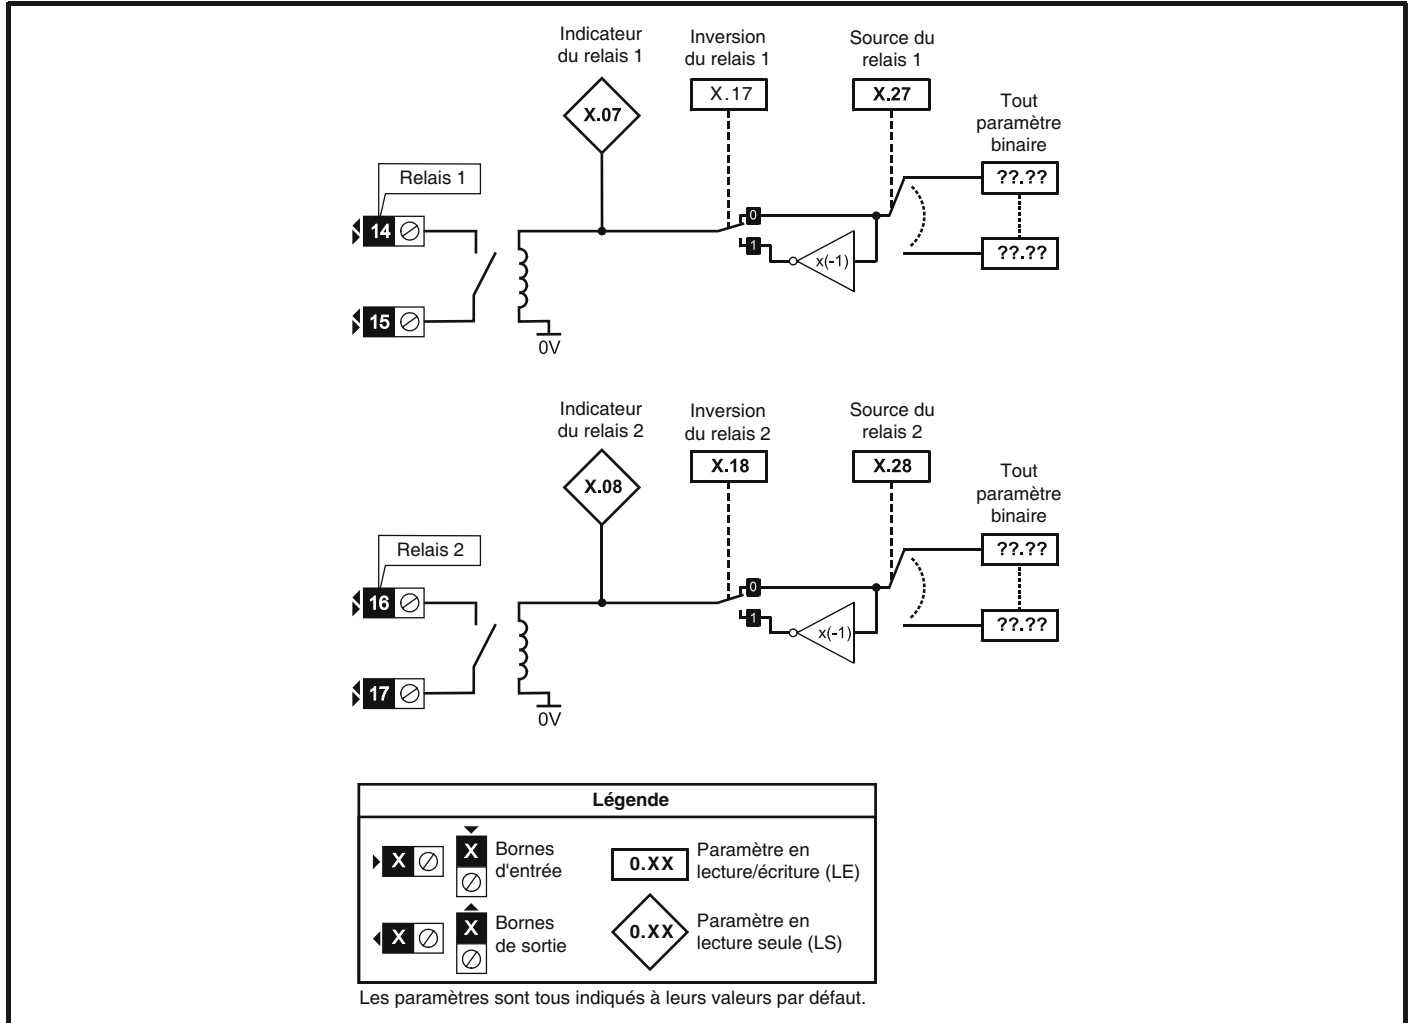 Indicateur
du relais 1
Inversion
du relais 1
Source du
relais 1
X.07
X.17
X.27
Tout
paramètre
binaire
??.??
??.??
Relais 1
14
15
0
1
x(-1)
0V
Indicateur
du relais 2
Inversion
du relais 2
Source du
relais 2
X.08
X.18
X.28
Tout
paramètre
binaire
??.??
??.??
Relais 2
16
17
0
1
x(-1)
0V
Légende
X
X
Bornes
d'entrée
0.XX
Paramètre en
lecture/écriture (LE)
X
X
Bornes
de sortie
0.XX
Paramètre en
lecture seule (LS)
Les paramètres sont tous indiqués à leurs valeurs par défaut.